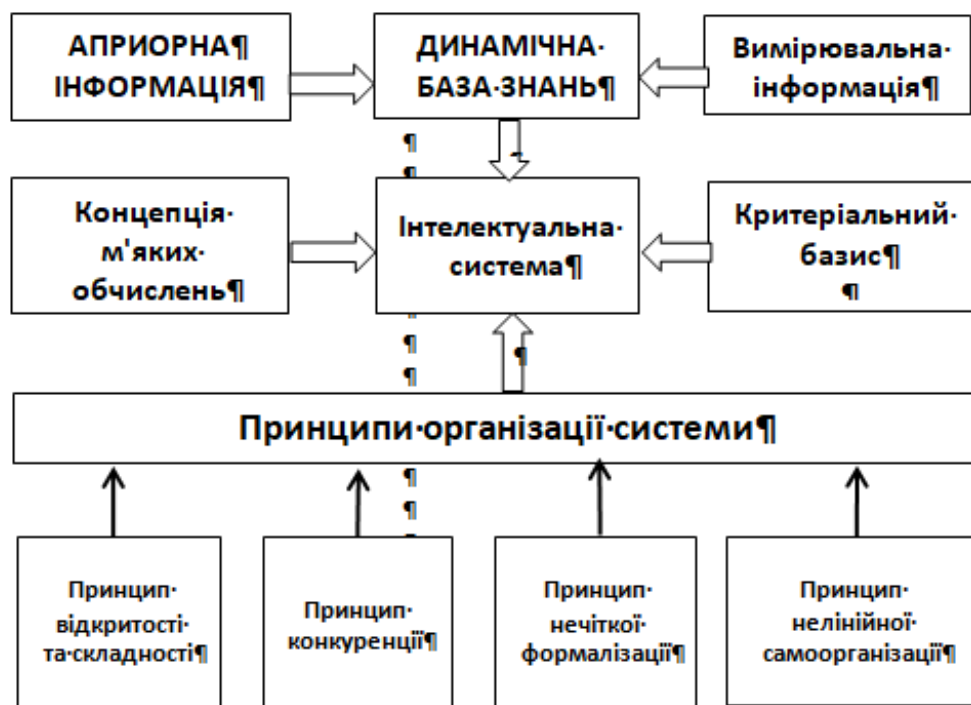 АПРИОРНА¶
ІНФОРМАЦІЯ¶
ДИНАМІЧНА·
БАЗА·ЗНАНЬ¶
Вимірювальна·
інформація¶
Концепція·
м'яких·
обчислень¶
Інтелектуальна·
система¶
Критеріальний·
базис¶
¶
Принципи·організації·системи¶
Принцип·
відкритості·
та·складності¶
Принцип·
конкуренції¶
Принцип·
нечіткої·
формалізації¶
Принцип·
нелінійної·
самоорганізації¶